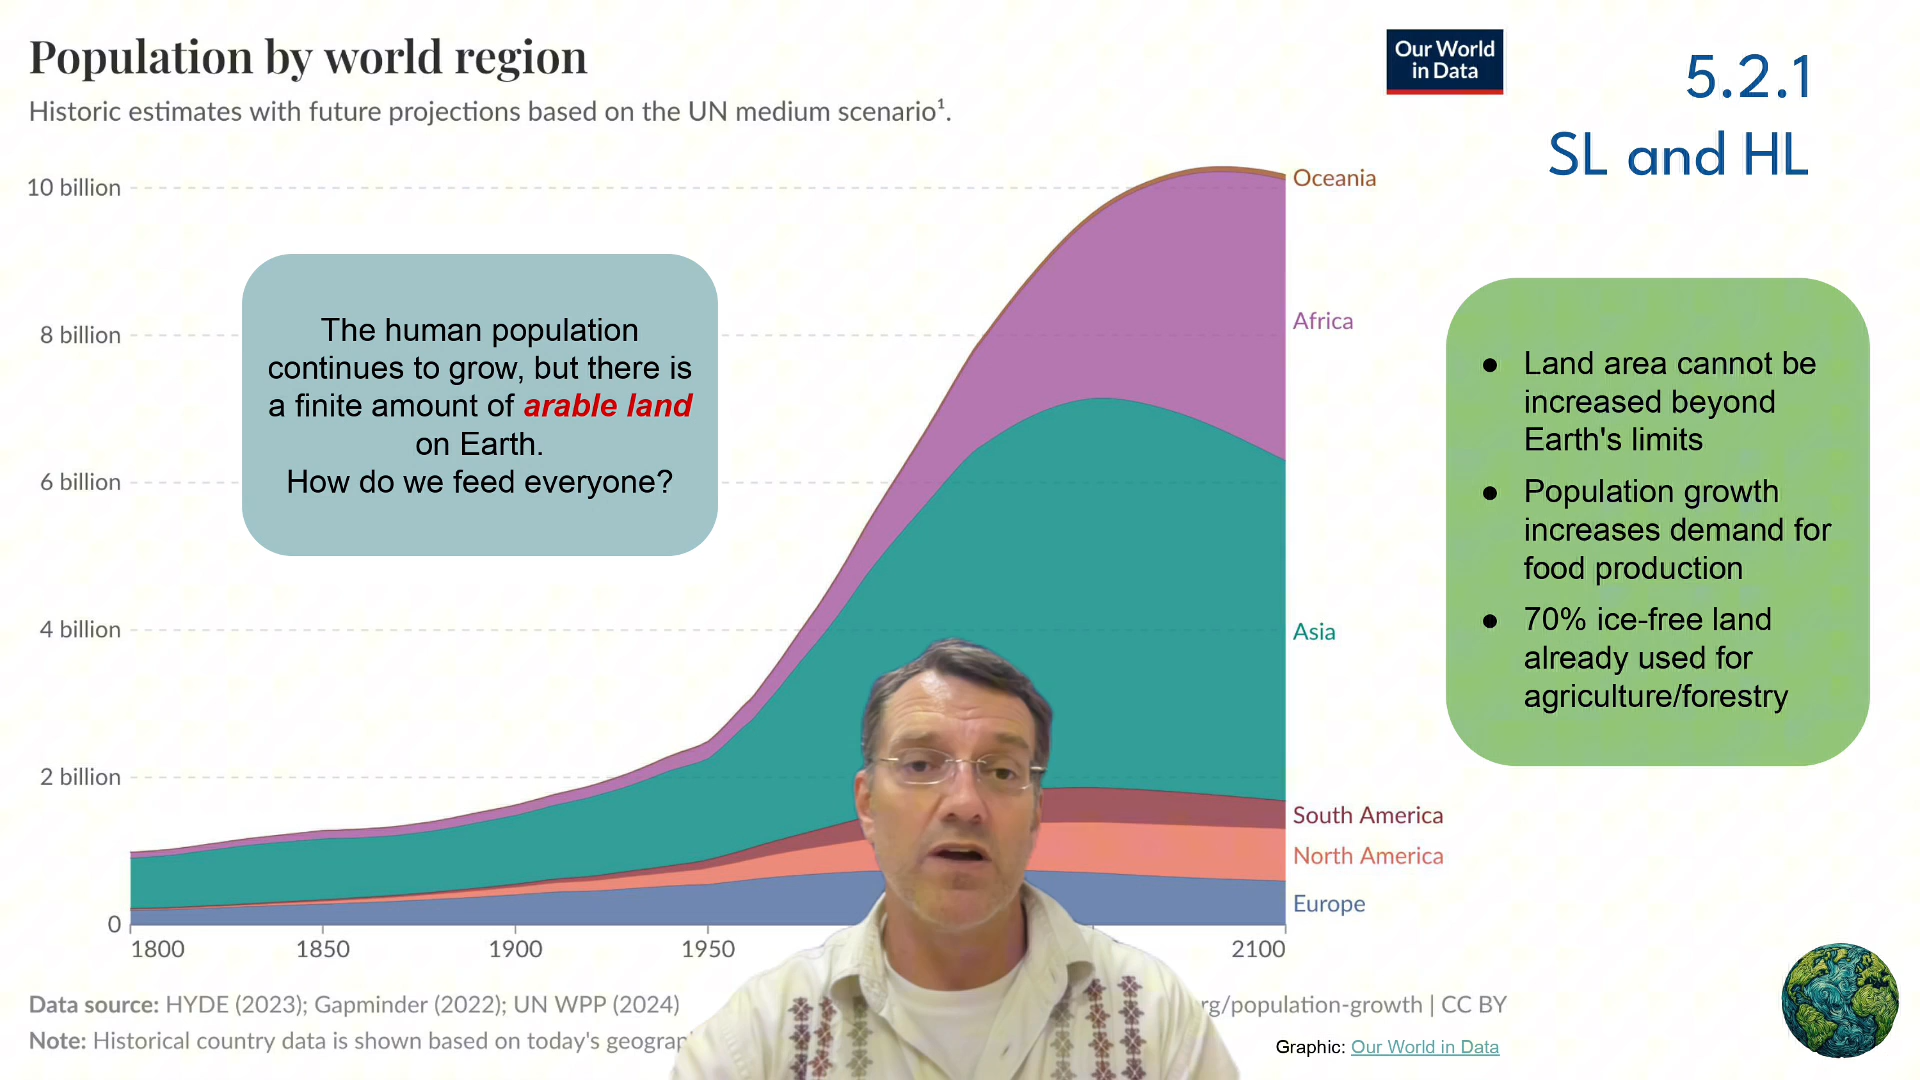 Population by world region
Historic estimates with future projections based on the UN medium scenario¹.
Our World
in Data
5.2.1
SL and HL
10 billion
8 billion
6 billion
4 billion
2 billion
0
1800
1850
1900
1950
2100
Oceania
Africa
Asia
South America
North America
Europe
The human population
continues to grow, but there is
a finite amount of arable land
on Earth.
How do we feed everyone?
● Land area cannot be
increased beyond
Earth's limits
● Population growth
increases demand for
food production
● 70% ice-free land
already used for
agriculture/forestry
Data source: HYDE (2023); Gapminder (2022); UN WPP (2024)
/population-growth | CC BY
Note: Historical country data is shown based on today's
Graphic: Our World in Data